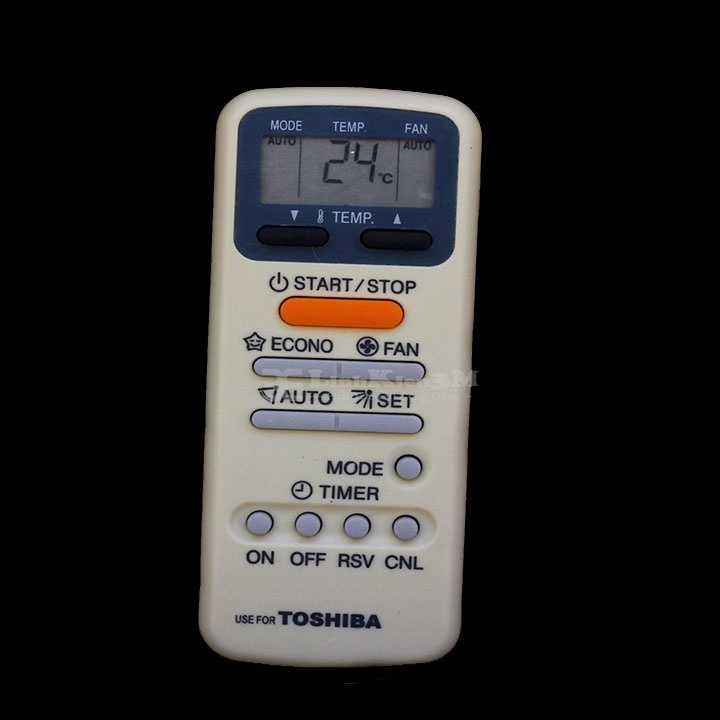 MODE TEMP. FAN
AUTO 24°C AUTO
▼ TEMP. ▲
START/STOP
ECONO FAN
LinhKien3M
AUTO SET
MODE
TIMER
ON OFF RSV CNL
USE FOR TOSHIBA